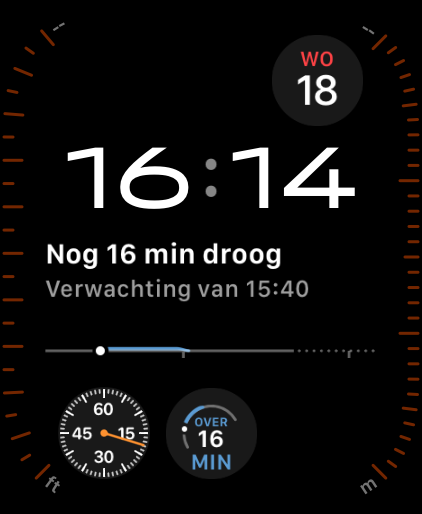 --
--
WO
18
16:14
Nog 16 min droog
Verwachting van 15:40
60
45
15
30
OVER
16
MIN
ft
m